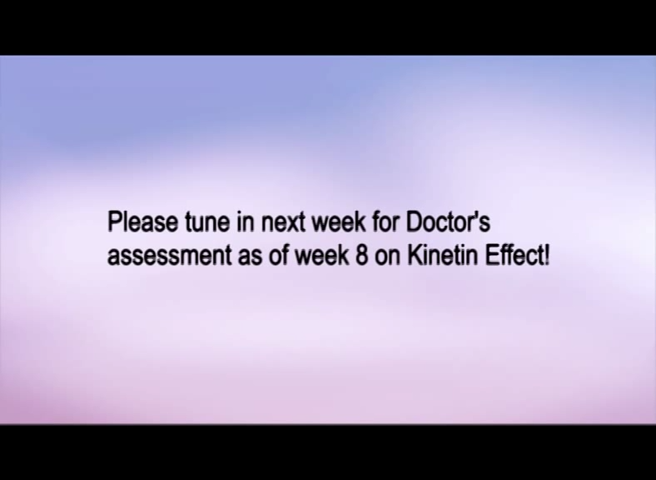 Please tune in next week for Doctor's
assessment as of week 8 on Kinetin Effect!